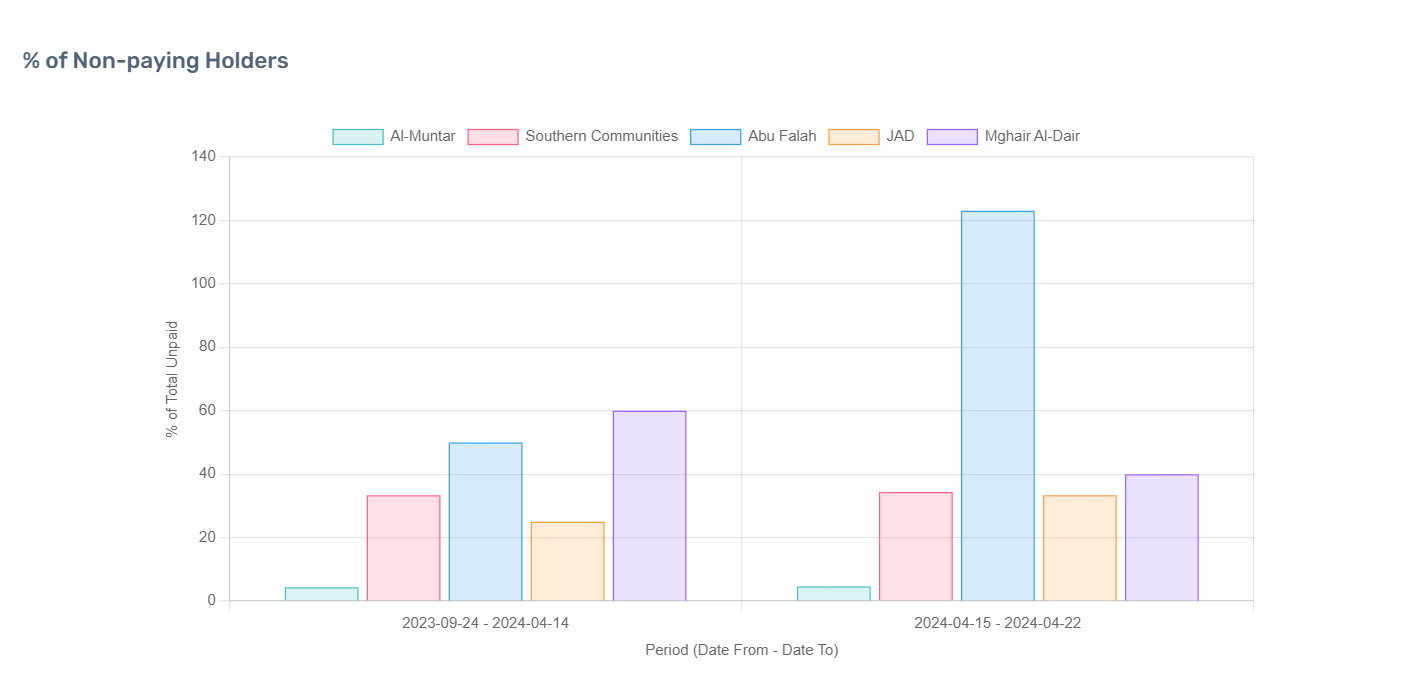 % of Non-paying Holders
Al-Muntar Southern Communities Abu Falah JAD Mghair Al-Dair
140
120
100
80
60
40
20
0
% of Total Unpaid
2023-09-24 - 2024-04-14 2024-04-15 - 2024-04-22
Period (Date From - Date To)